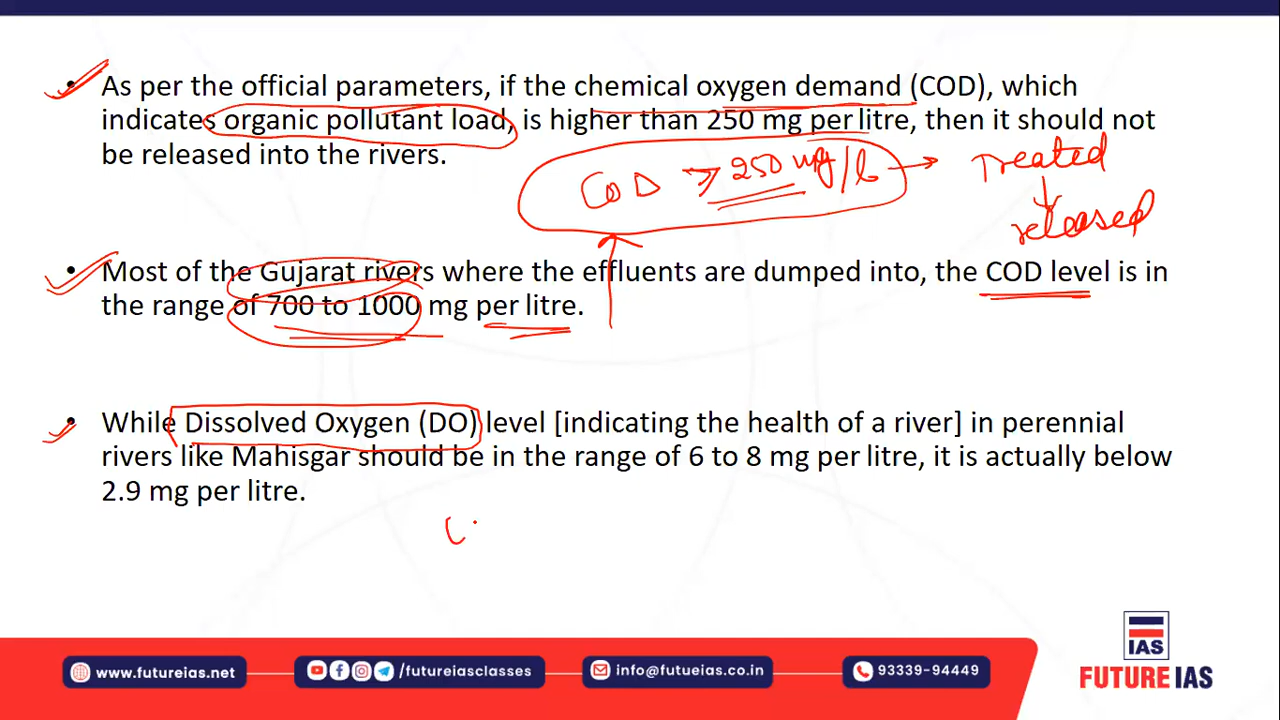 • As per the official parameters, if the chemical oxygen demand (COD), which
indicates organic pollutant load, is higher than 250 mg per litre, then it should not
be released into the rivers.
COD > 250 mg/l → Treated
released
• Most of the Gujarat rivers where the effluents are dumped into, the COD level is in
the range of 700 to 1000 mg per litre.
• While Dissolved Oxygen (DO) level [indicating the health of a river] in perennial
rivers like Mahisgar should be in the range of 6 to 8 mg per litre, it is actually below
2.9 mg per litre.
www.futureias.net
/futureiasclasses
info@futueias.co.in
93339-94449
IAS
FUTURE IAS